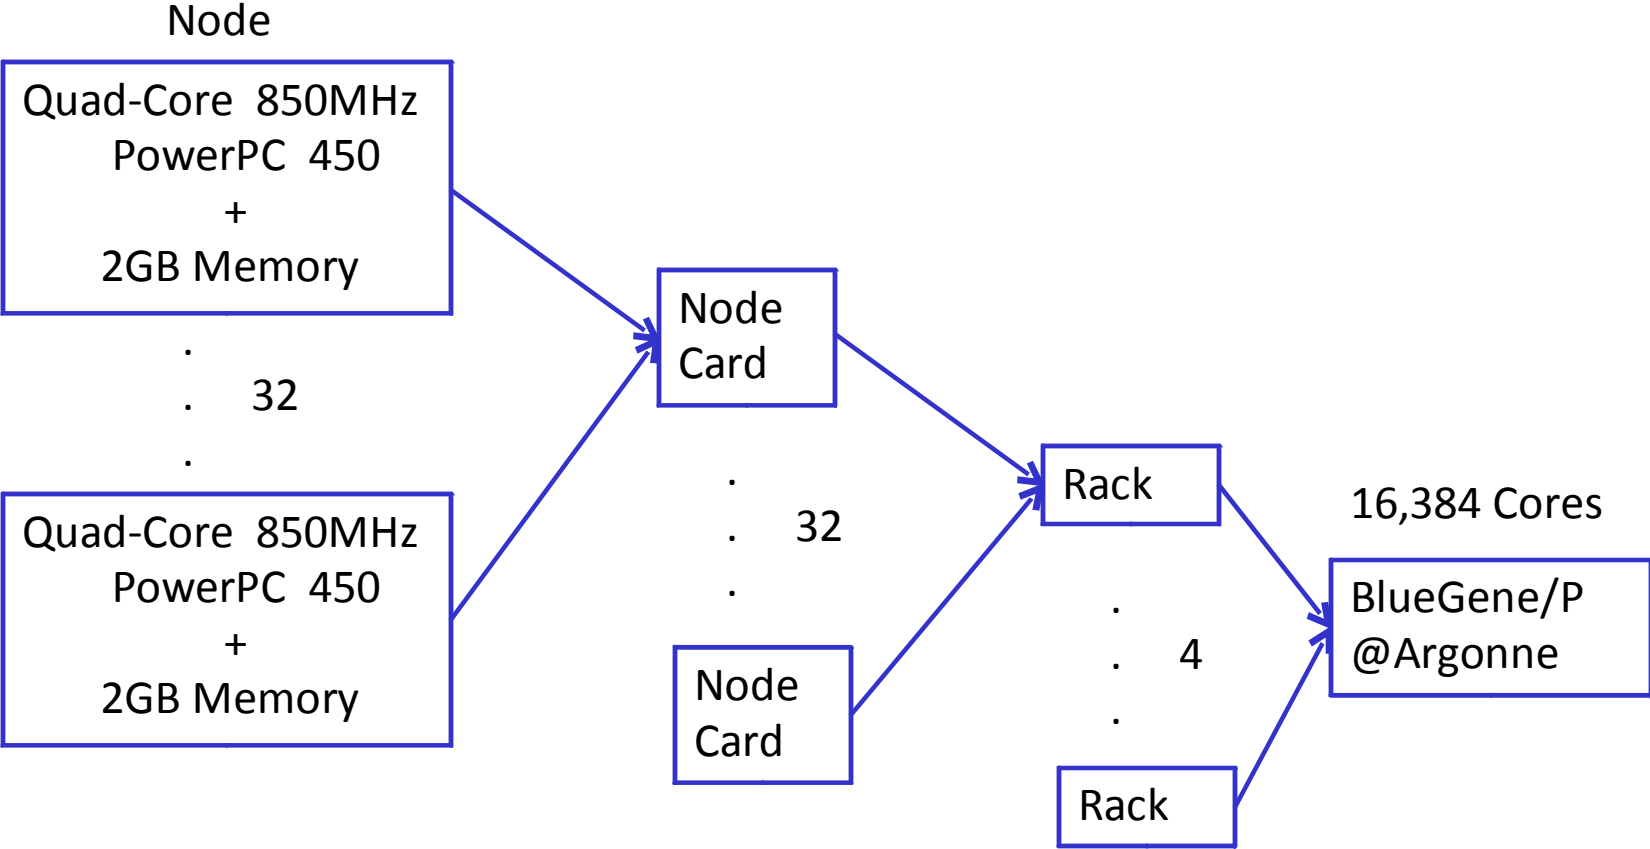 Node
Quad-Core 850MHz
PowerPC 450
+
2GB Memory
.
. 32
.
Quad-Core 850MHz
PowerPC 450
+
2GB Memory
Node
Card
.
. 32
.
Node
Card
Rack
.
. 4
.
Rack
16,384 Cores
BlueGene/P
@Argonne